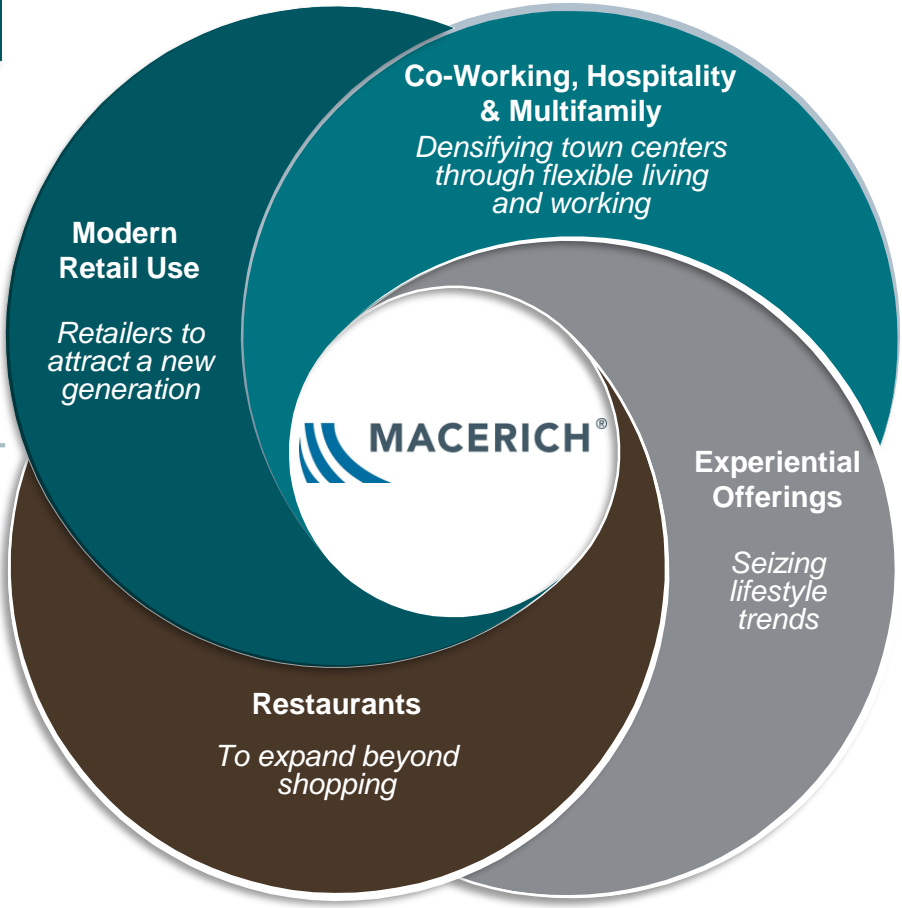 Co-Working, Hospitality
& Multifamily
Densifying town centers
through flexible living
and working
Modern
Retail Use
Retailers to
attract a new
generation
MACERICH®
Experiential
Offerings
Seizing
lifestyle
trends
Restaurants
To expand beyond
shopping